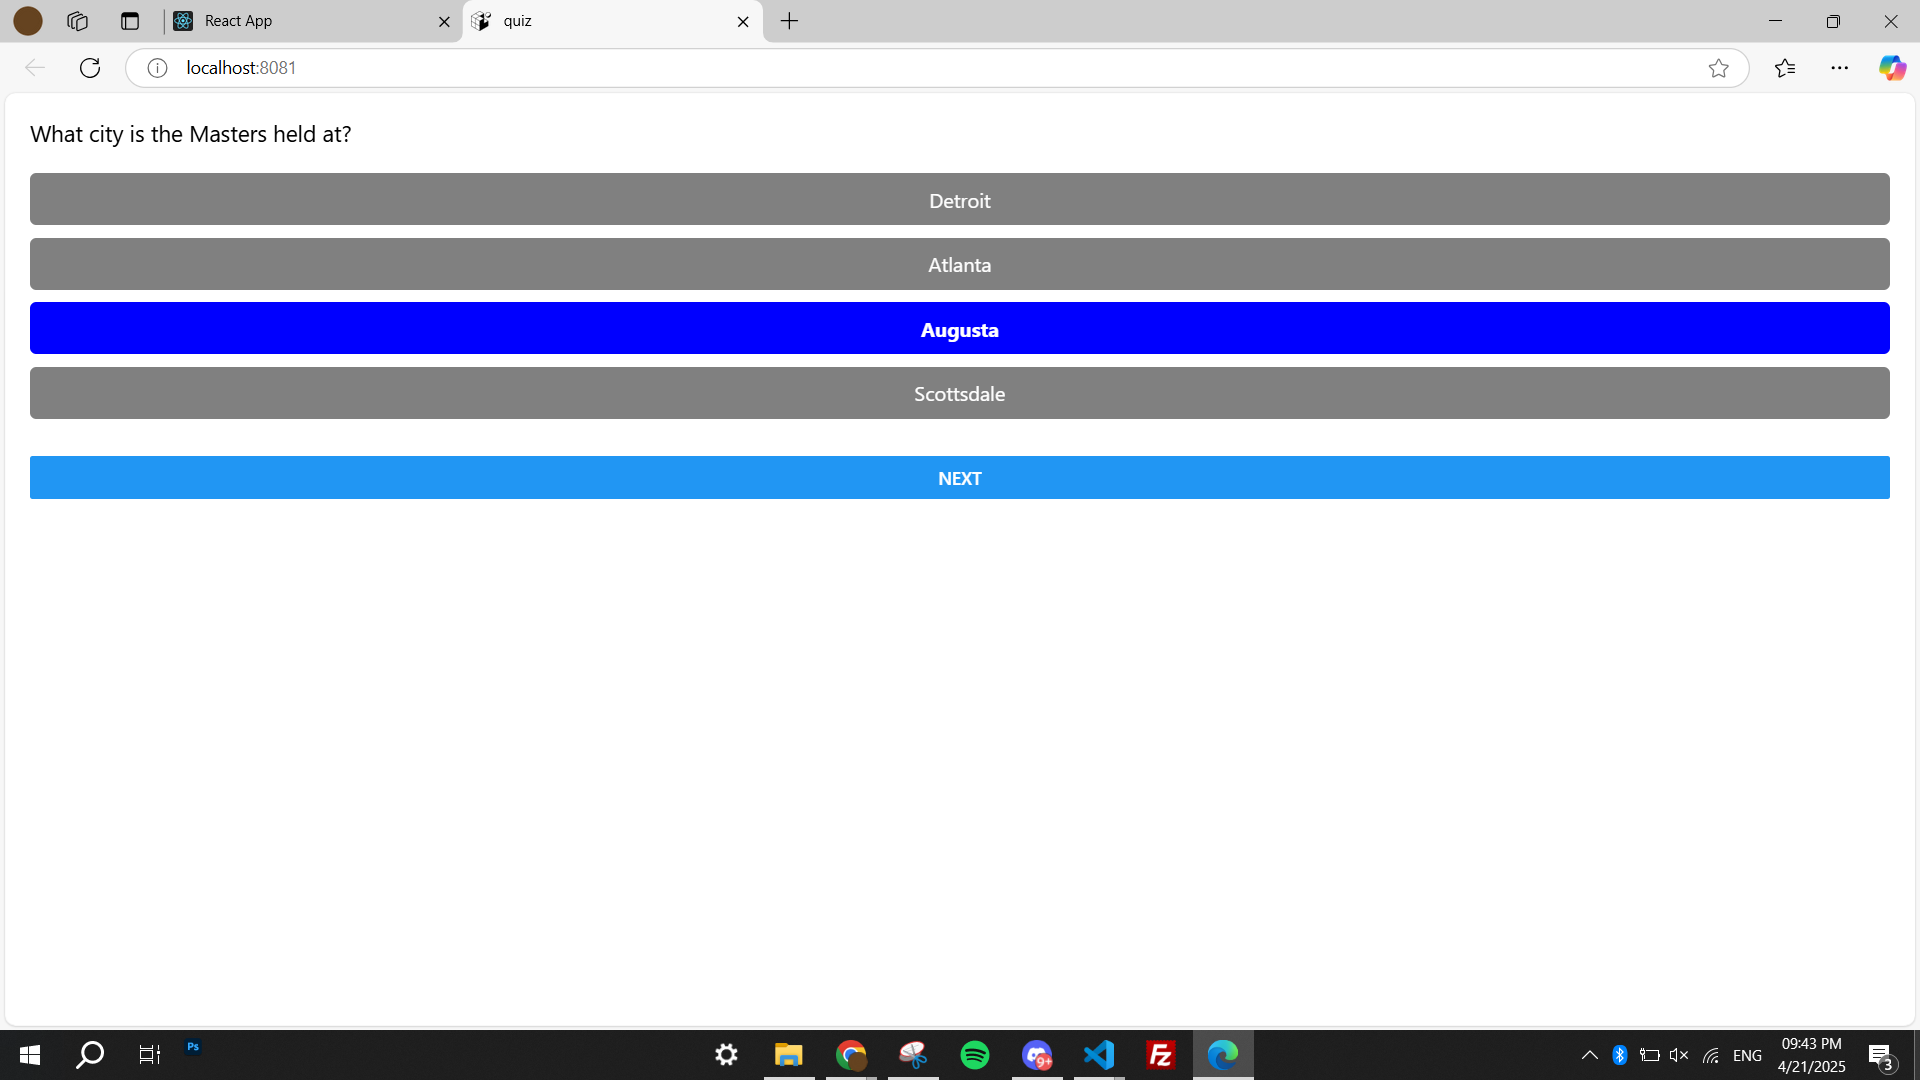 React App
quiz
localhost:8081
What city is the Masters held at?
Detroit
Atlanta
Augusta
Scottsdale
NEXT
Ps
9+
Fz
ENG
09:43 PM
4/21/2025
3